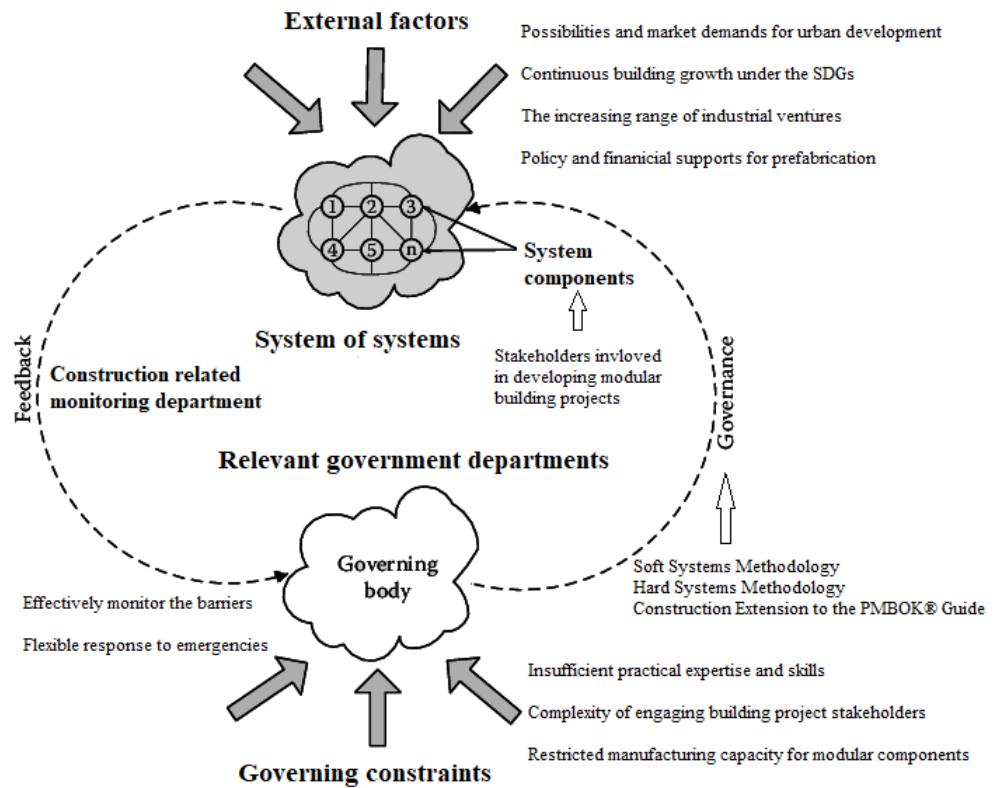 External factors
Possibilities and market demands for urban development
Continuous building growth under the SDGs
The increasing range of industrial ventures
Policy and finanicial supports for prefabrication
1 2 3
4 5 n
System
components
System of systems
Stakeholders invloved
in developing modular
building projects
Feedback
Construction related
monitoring department
Governance
Relevant government departments
Governing
body
Soft Systems Methodology
Hard Systems Methodology
Construction Extension to the PMBOK® Guide
Effectively monitor the barriers
Flexible response to emergencies
Insufficient practical expertise and skills
Complexity of engaging building project stakeholders
Restricted manufacturing capacity for modular components
Governing constraints